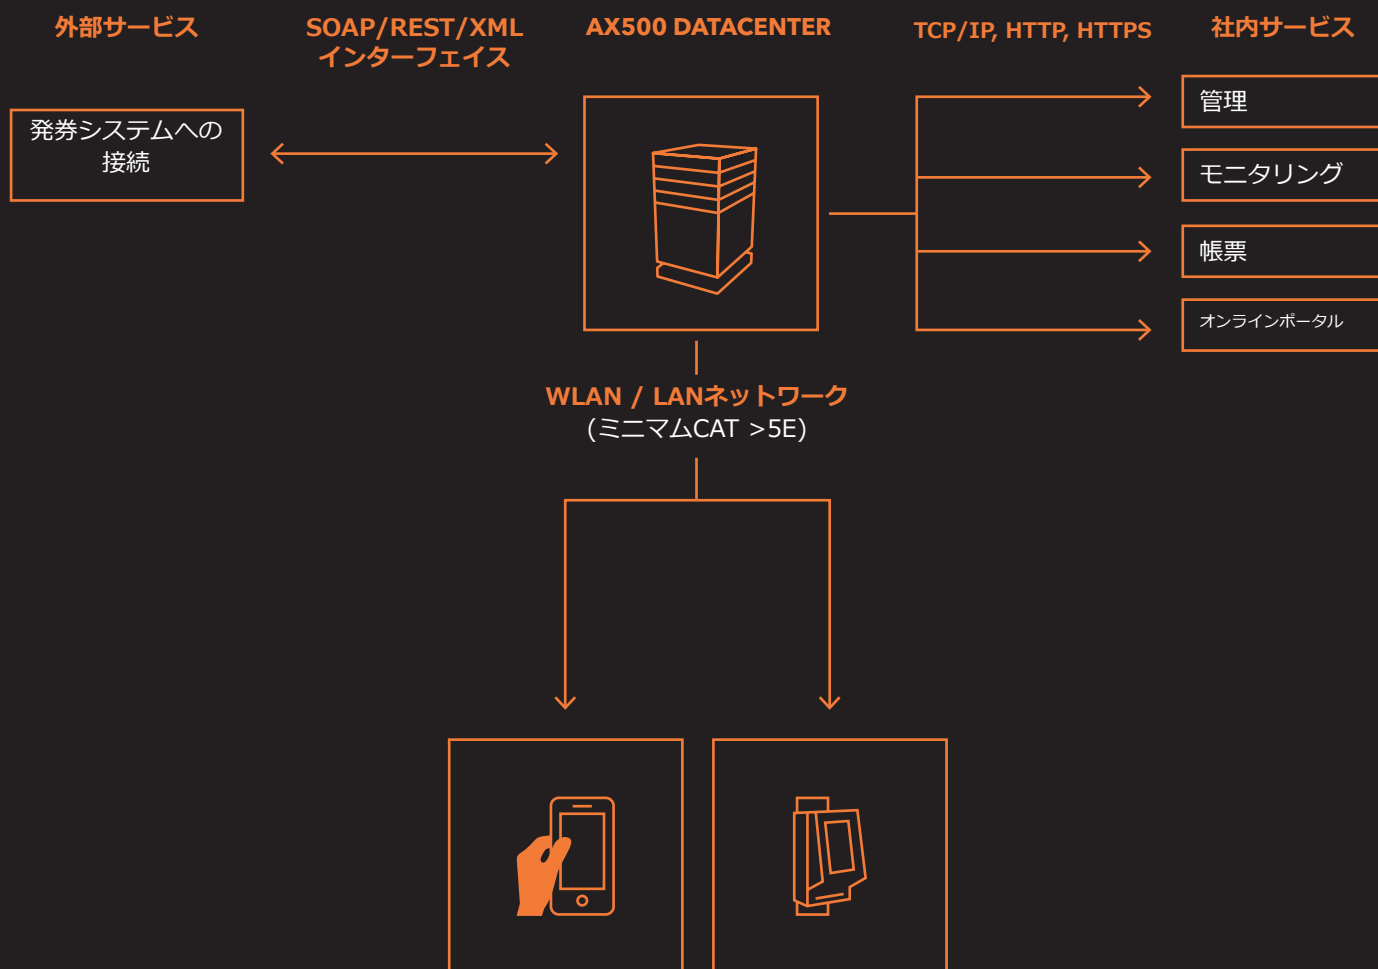 外部サービス
SOAP/REST/XML
インターフェイス
AX500 DATACENTER
TCP/IP, HTTP, HTTPS
社内サービス
発券システムへの
接続
管理
モニタリング
帳票
オンラインポータル
WLAN / LANネットワーク
(ミニマムCAT >5E)